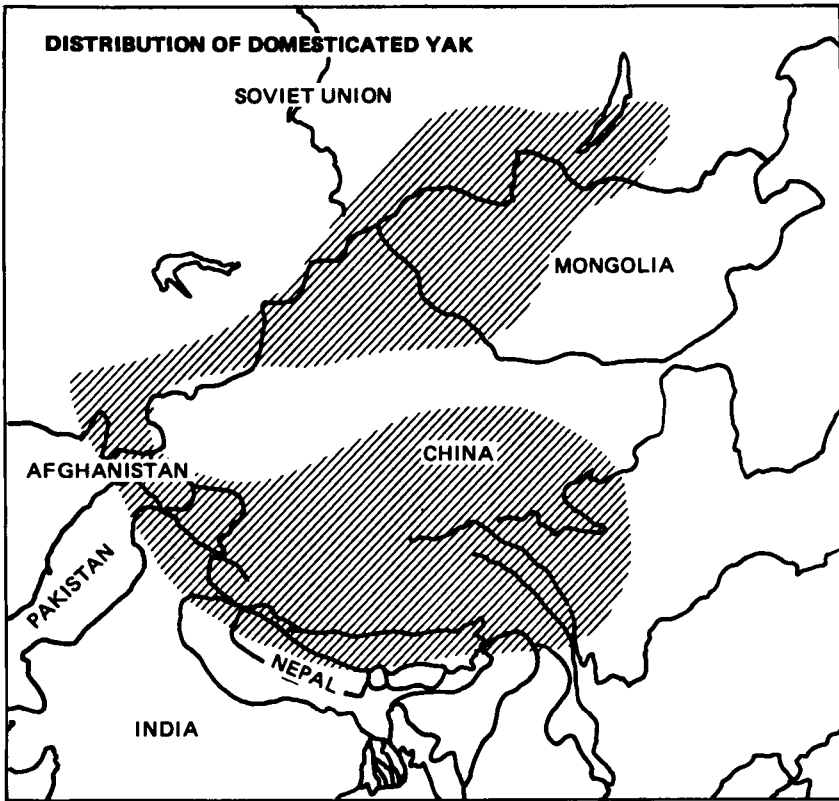 DISTRIBUTION OF DOMESTICATED YAK
SOVIET UNION
MONGOLIA
CHINA
AFGHANISTAN
PAKISTAN
NEPAL
INDIA